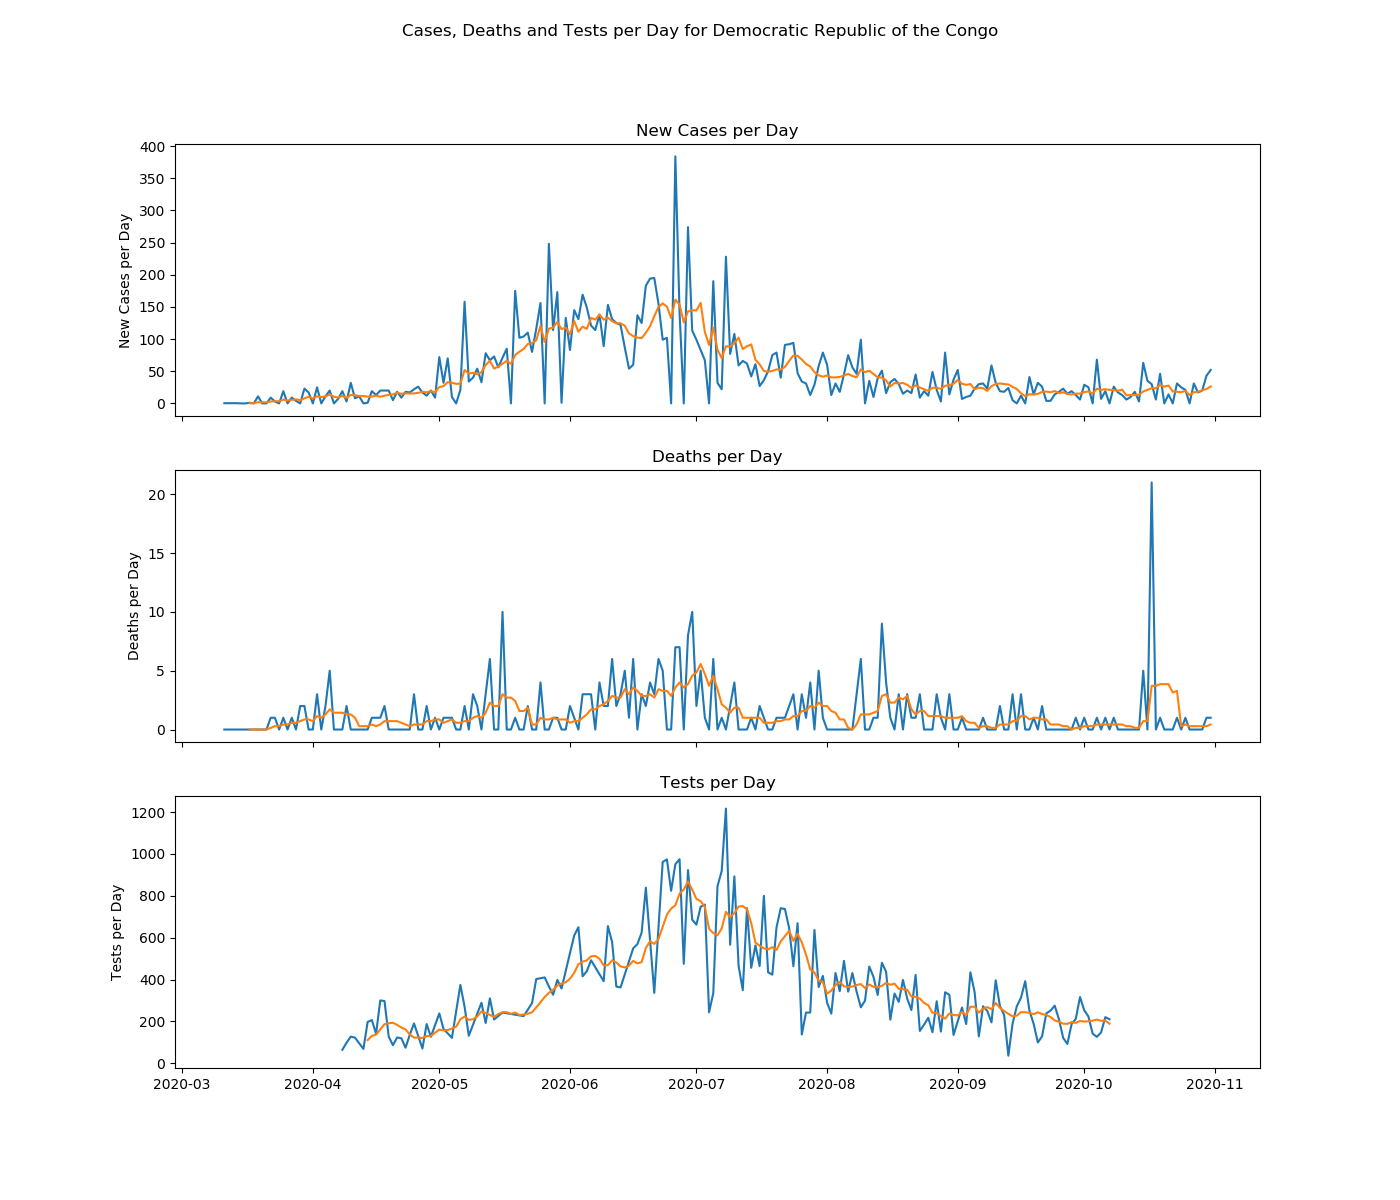 Cases, Deaths and Tests per Day for Democratic Republic of the Congo
New Cases per Day
400
350
300
250
200
150
100
50
0
New Cases per Day
Deaths per Day
20
15
10
5
0
Deaths per Day
Tests per Day
1200
1000
800
600
400
200
0
Tests per Day
2020-03 2020-04 2020-05 2020-06 2020-07 2020-08 2020-09 2020-10 2020-11